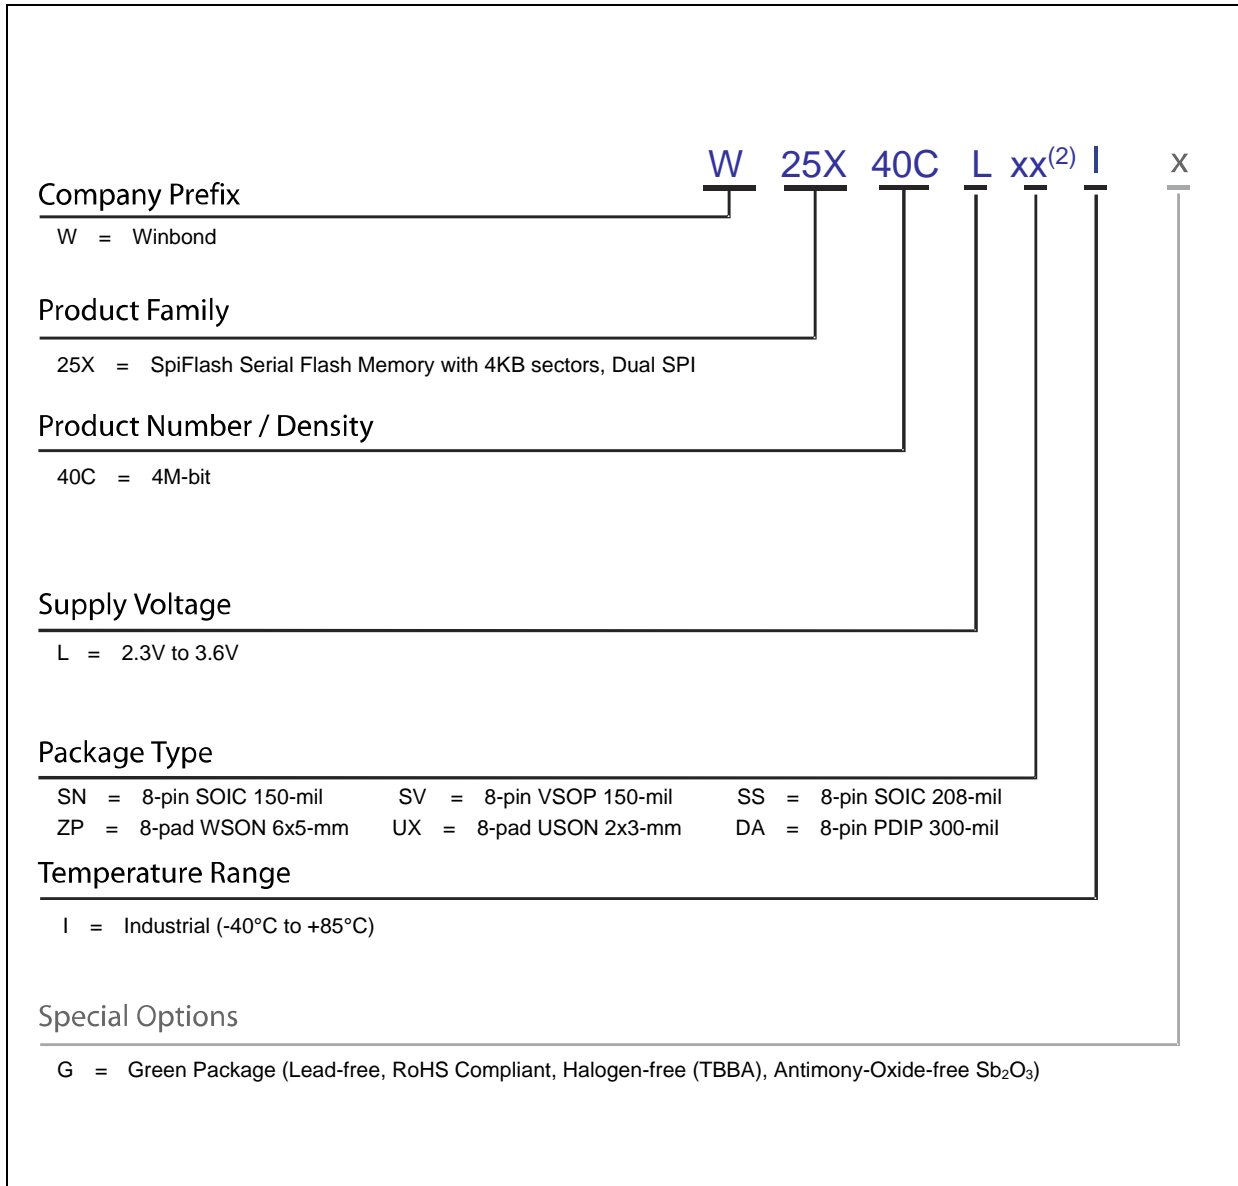 W 25X 40C L xx(2) I x
Company Prefix
W = Winbond
Product Family
25X = SpiFlash Serial Flash Memory with 4KB sectors, Dual SPI
Product Number / Density
40C = 4M-bit
Supply Voltage
L = 2.3V to 3.6V
Package Type
SN = 8-pin SOIC 150-mil SV = 8-pin VSOP 150-mil SS = 8-pin SOIC 208-mil
ZP = 8-pad WSON 6x5-mm UX = 8-pad USON 2x3-mm DA = 8-pin PDIP 300-mil
Temperature Range
I = Industrial (-40°C to +85°C)
Special Options
G = Green Package (Lead-free, RoHS Compliant, Halogen-free (TBBA), Antimony-Oxide-free Sb₂O₃)